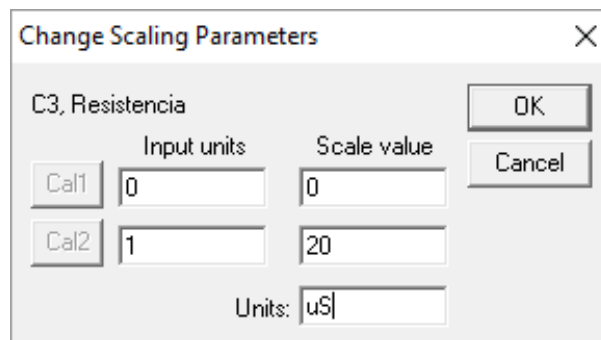 Change Scaling Parameters
C3, Resistencia
OK
Input units Scale value
Cancel
Cal1 0 0
Cal2 1 20
Units: uS